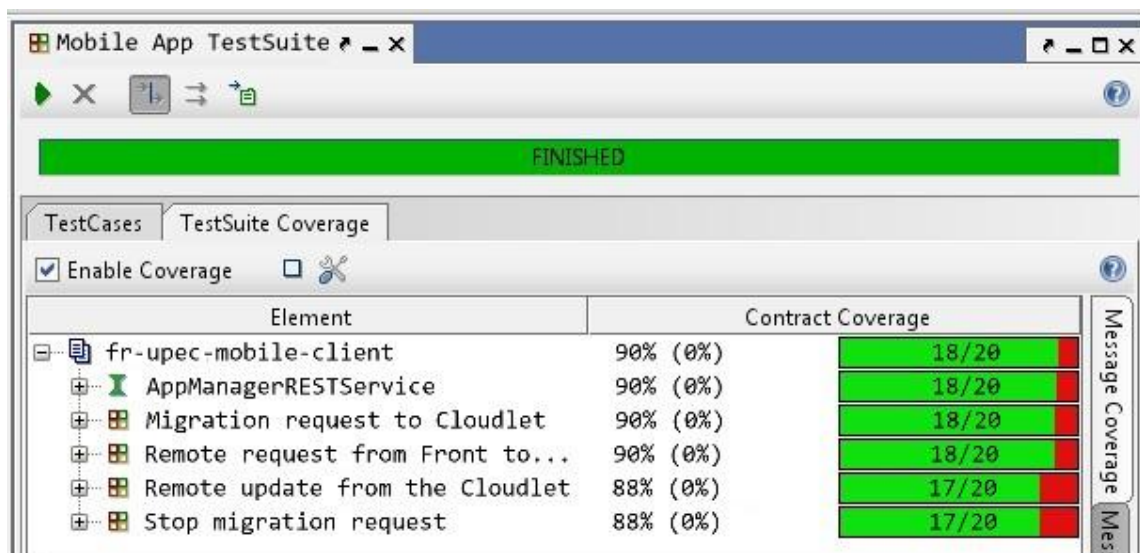 Mobile App TestSuite
FINISHED
TestCases TestSuite Coverage
Enable Coverage
Element Contract Coverage
fr-upec-mobile-client 90% (0%) 18/20
AppManagerRESTService 90% (0%) 18/20
Migration request to Cloudlet 90% (0%) 18/20
Remote request from Front to... 90% (0%) 18/20
Remote update from the Cloudlet 88% (0%) 17/20
Stop migration request 88% (0%) 17/20
Message Coverage
Mes